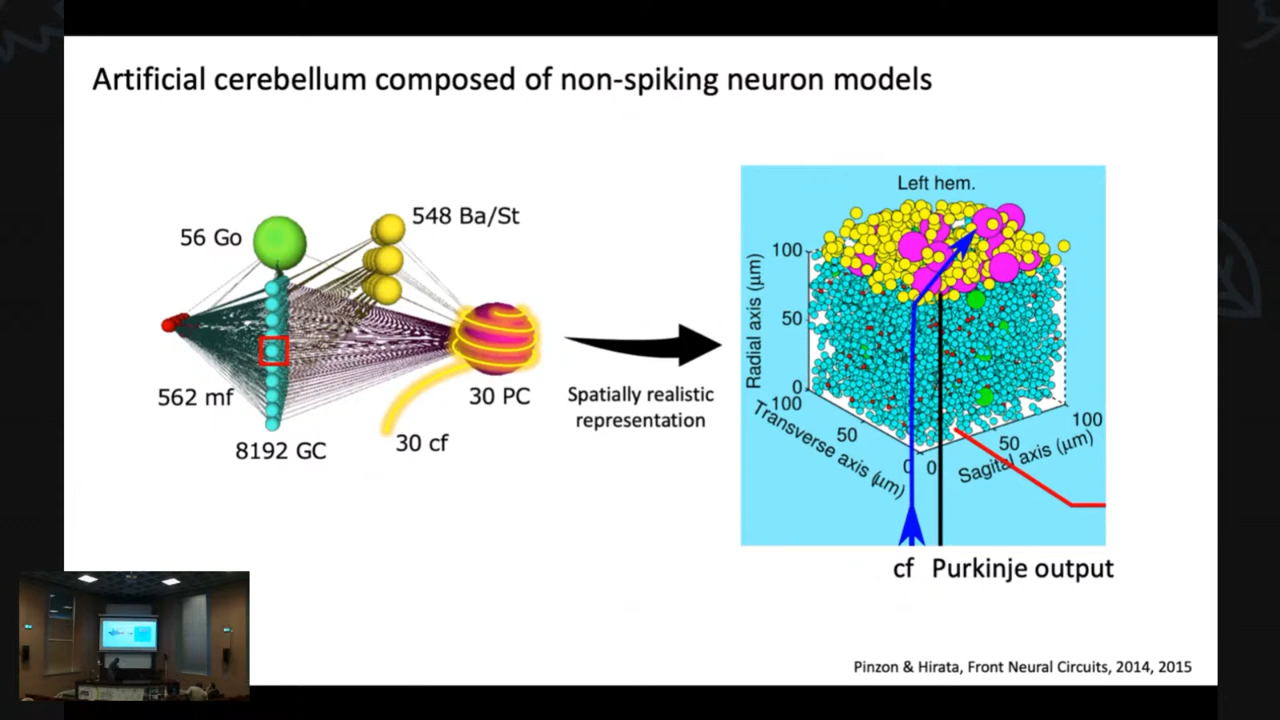 Artificial cerebellum composed of non-spiking neuron models
56 Go
548 Ba/St
562 mf
8192 GC
30 cf
30 PC
Spatially realistic
representation
Left hem.
100
50
0
Radial axis (μm)
100
50
0
Transverse axis (μm)
0
50
100
Sagital axis (μm)
cf Purkinje output
Pinzon & Hirata, Front Neural Circuits, 2014, 2015